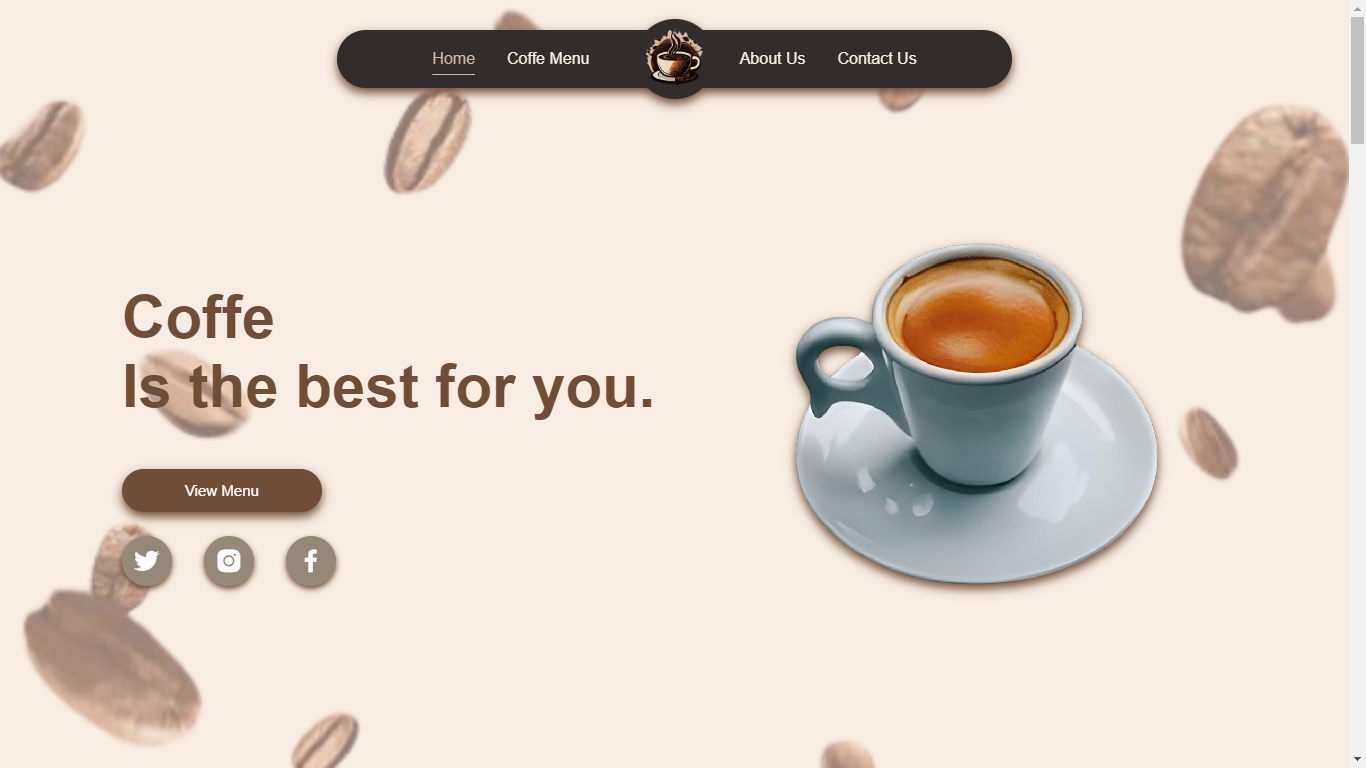 Home
Coffe Menu
About Us
Contact Us
Coffe
Is the best for you.
View Menu